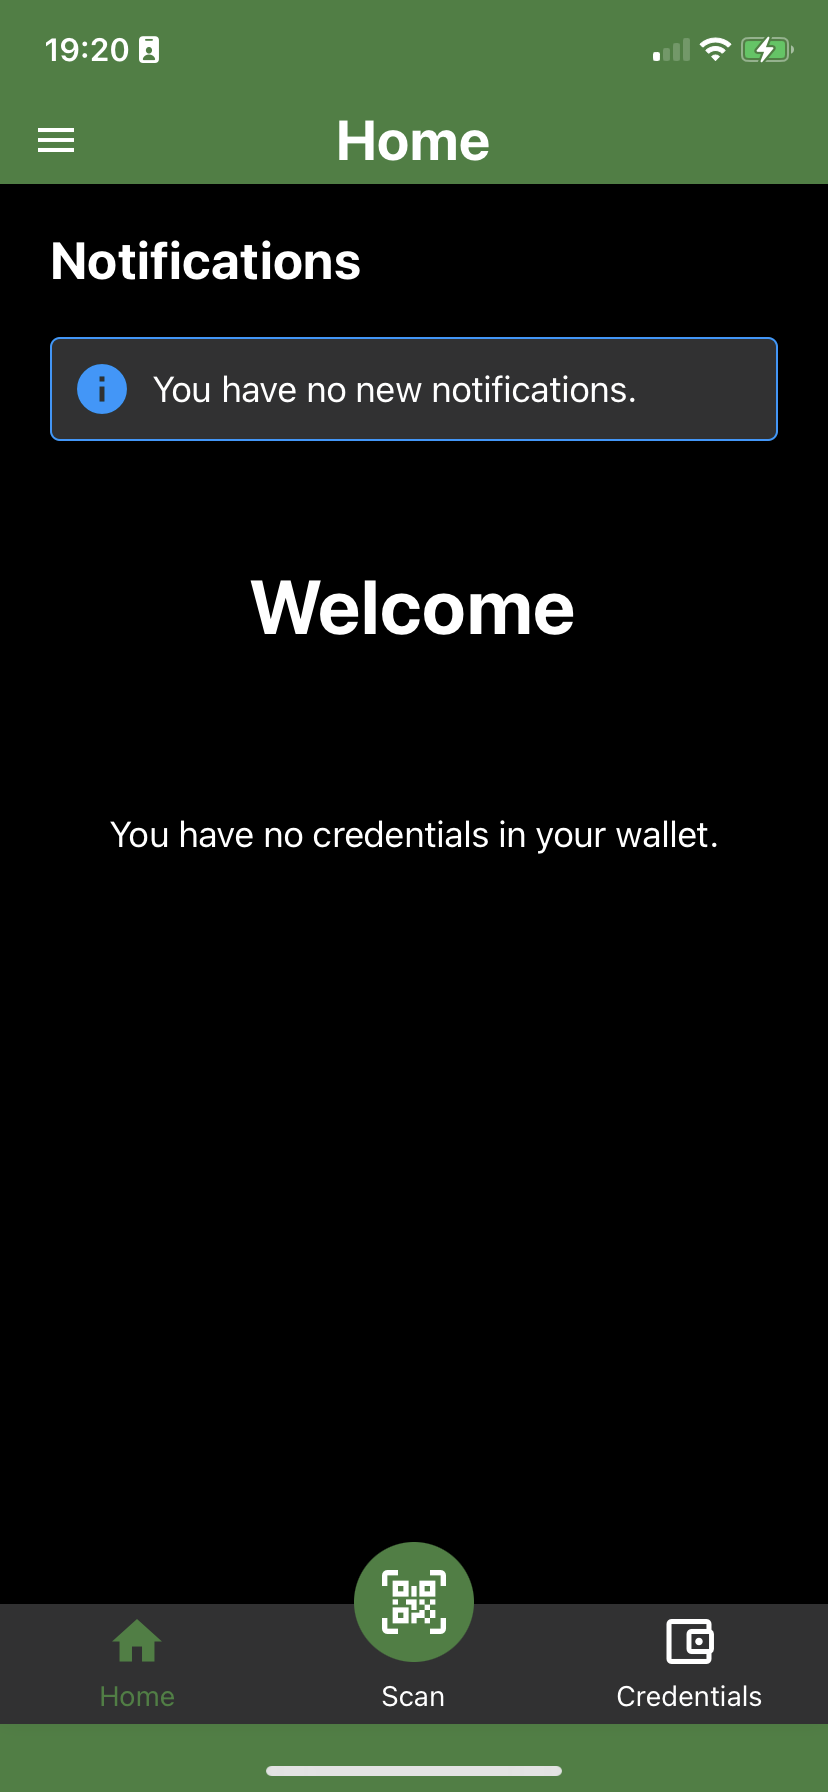 19:20
Home
Notifications
You have no new notifications.
Welcome
You have no credentials in your wallet.
Home
Scan
Credentials